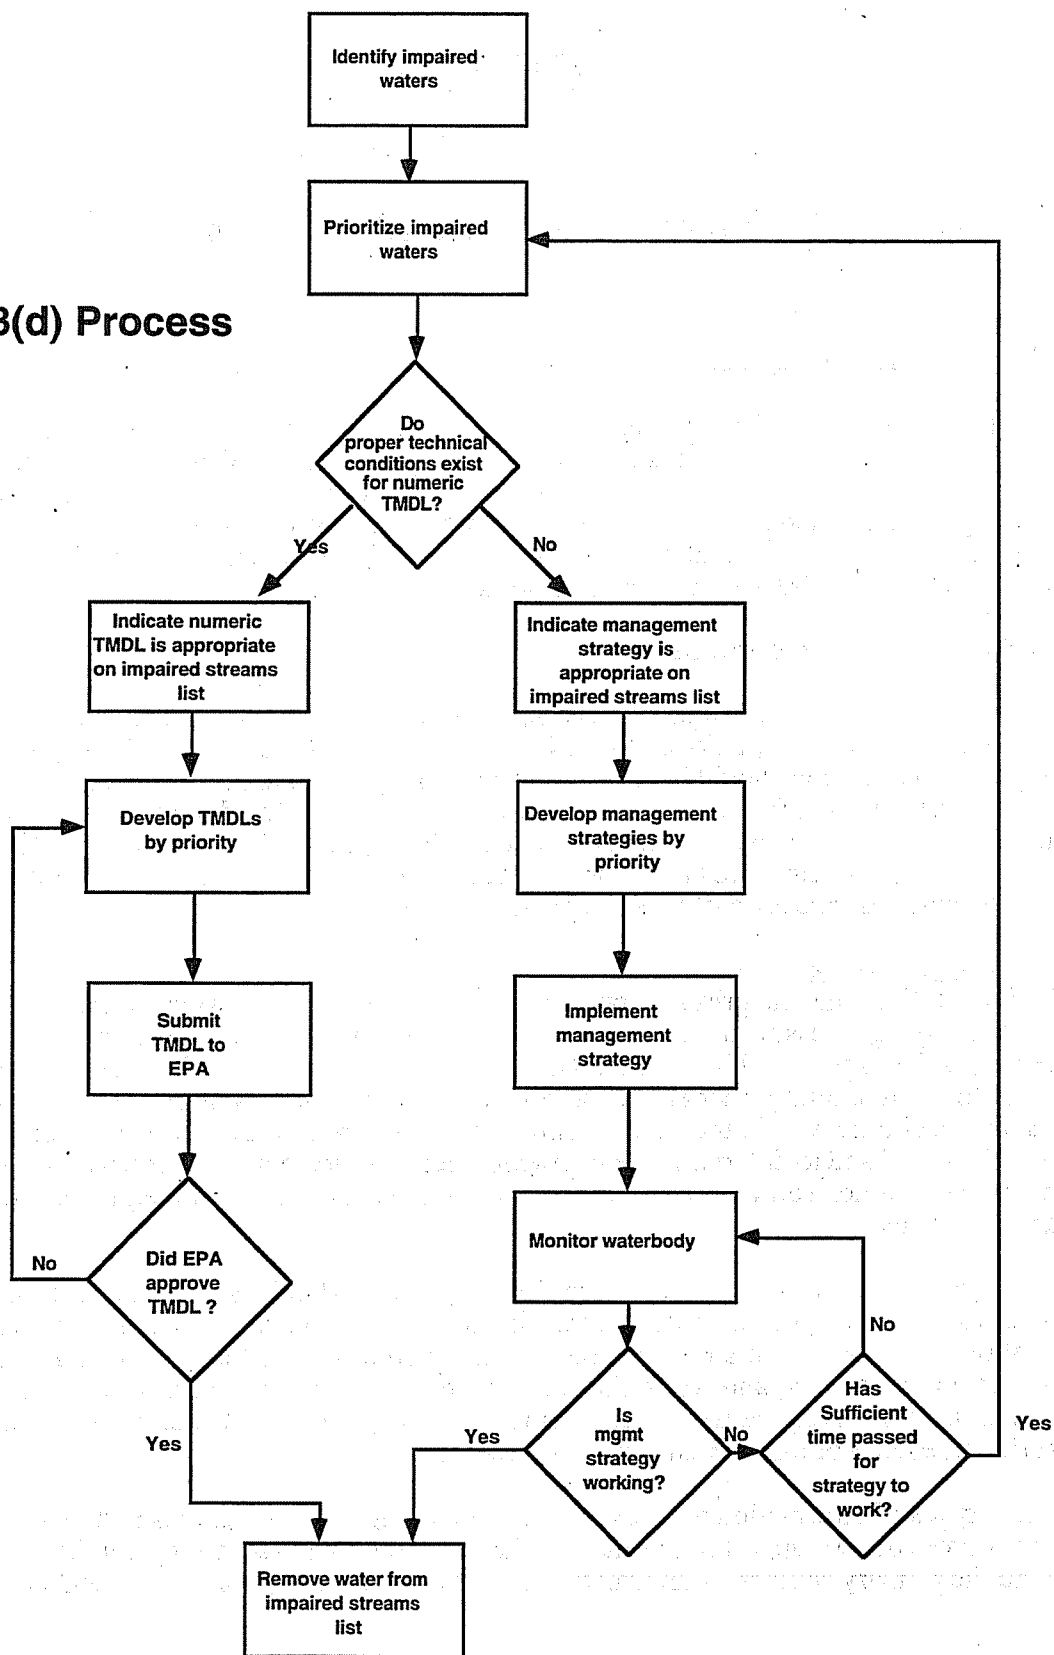 Identify impaired
waters
Prioritize impaired
waters
3(d) Process
Do
proper technical
conditions exist
for numeric
TMDL?
Yes
No
Indicate numeric
TMDL is appropriate
on impaired streams
list
Indicate management
strategy is
appropriate on
impaired streams list
Develop TMDLs
by priority
Develop management
strategies by
priority
Submit
TMDL to
EPA
Implement
management
strategy
Monitor waterbody
No
Did EPA
approve
TMDL ?
No
Yes
Yes
Is
mgmt
strategy
working?
No
Has
Sufficient
time passed
for
strategy to
work?
Yes
Remove water from
impaired streams
list